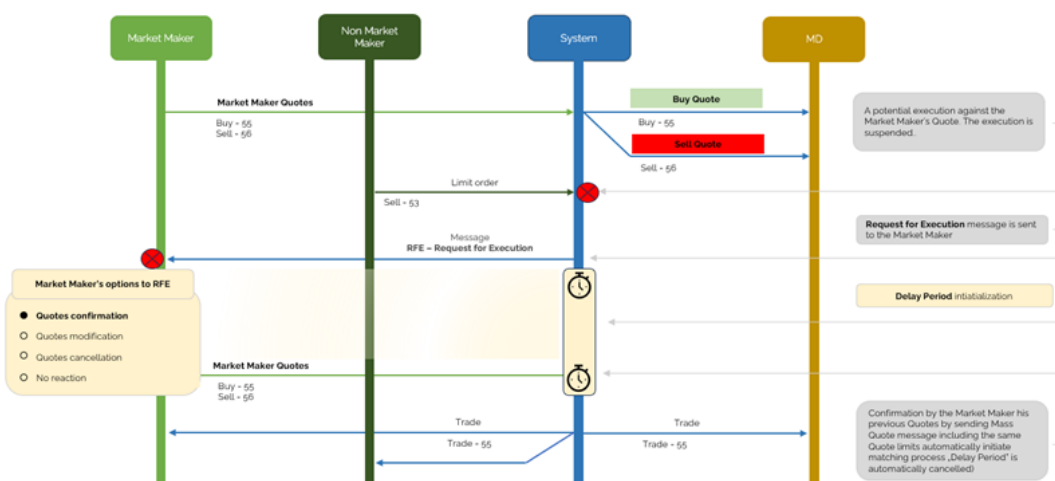 Market Maker
Non Market
Maker
System
MD
Market Maker Quotes
Buy - 55
Sell - 56
Buy Quote
Buy - 55
Sell Quote
Sell - 56
A potential execution against the
Market Maker's Quote. The execution is
suspended.
Limit order
Sell - 53
Message
RFE – Request for Execution
Request for Execution message is sent
to the Market Maker
Market Maker's options to RFE
Quotes confirmation
Quotes modification
Quotes cancellation
No reaction
Delay Period intiatialization
Market Maker Quotes
Buy - 55
Sell - 56
Trade
Trade - 55
Trade
Trade - 55
Confirmation by the Market Maker his
previous Quotes by sending Mass
Quote message including the same
Quote limits automatically initiate
matching process „Delay Period" is
automatically cancelled)